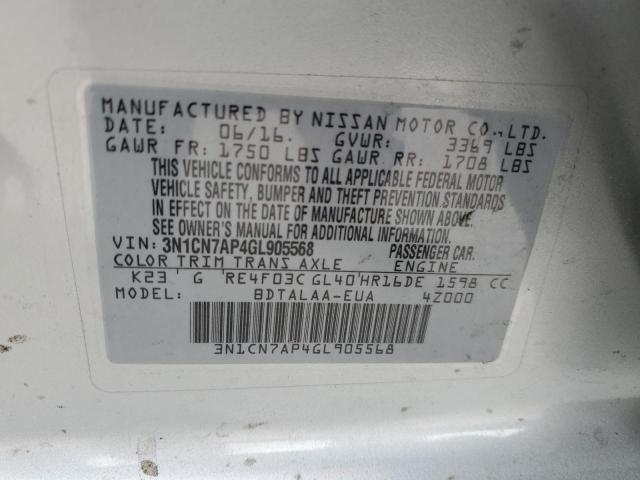 MANUFACTURED BY NISSAN MOTOR CO., LTD.
DATE: 06/16. GVWR: 3369 LBS
GAWR FR: 1750 LBS GAWR RR: 1708 LBS
THIS VEHICLE CONFORMS TO ALL APPLICABLE FEDERAL MOTOR
VEHICLE SAFETY, BUMPER AND THEFT PREVENTION STANDARDS
IN EFFECT ON THE DATE OF MANUFACTURE SHOWN ABOVE.
SEE OWNER'S MANUAL FOR ADDITIONAL INFORMATION.
VIN: 3N1CN7AP4GL905568 PASSENGER CAR.
COLOR TRIM TRANS AXLE ENGINE
K23 ' G RE4F03C GL40'HR16DE 1598 CC
MODEL: BDTALAA-EUA 4Z000
3N1CN7AP4GL905568